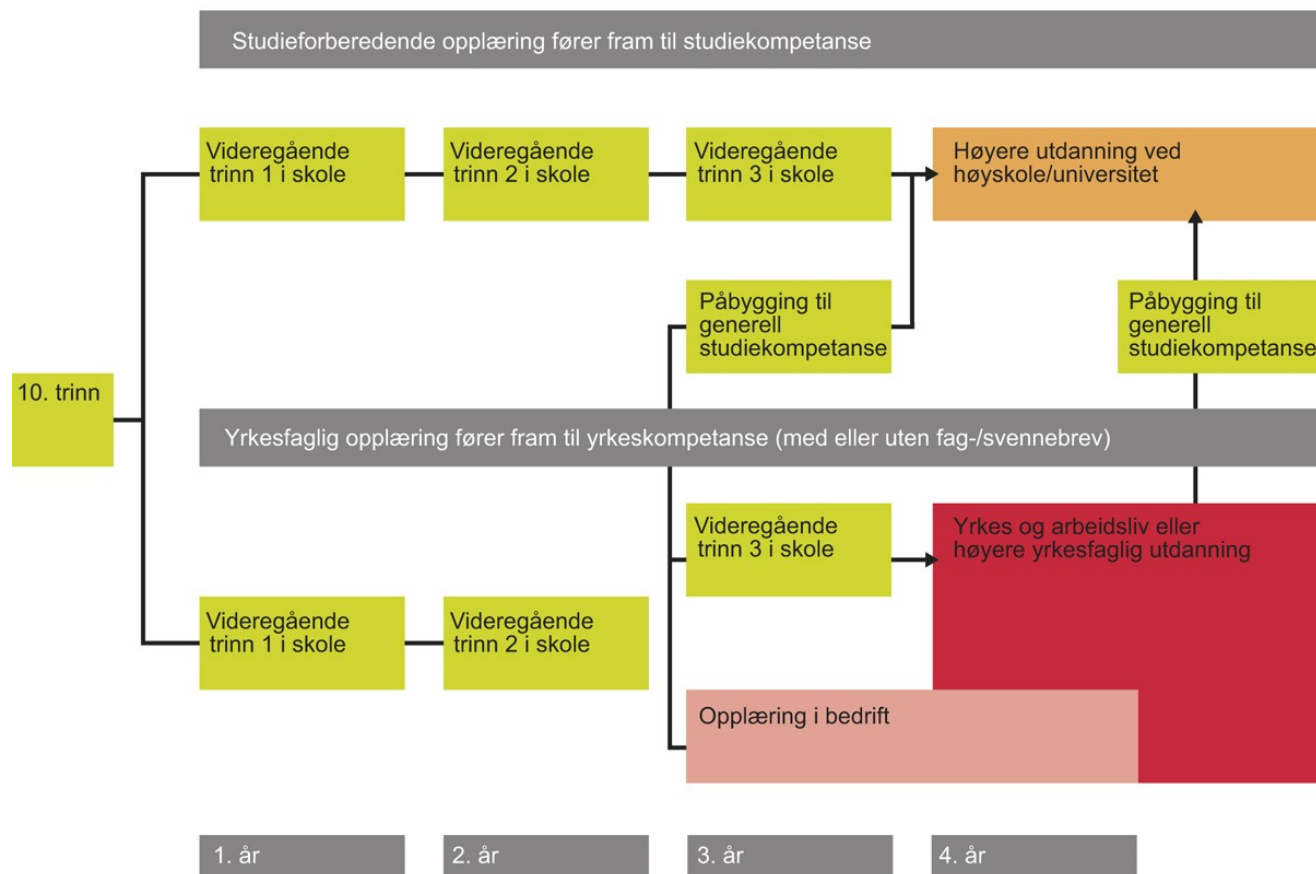 Studieforberedende opplæring fører fram til studiekompetanse
Videregående
trinn 1 i skole
Videregående
trinn 2 i skole
Videregående
trinn 3 i skole
Høyere utdanning ved
høyskole/universitet
Påbygging til
generell
studiekompetanse
Påbygging til
generell
studiekompetanse
10. trinn
Yrkesfaglig opplæring fører fram til yrkeskompetanse (med eller uten fag-/svennebrev)
Videregående
trinn 3 i skole
Yrkes og arbeidsliv eller
høyere yrkesfaglig utdanning
Videregående
trinn 1 i skole
Videregående
trinn 2 i skole
Opplæring i bedrift
1. år
2. år
3. år
4. år